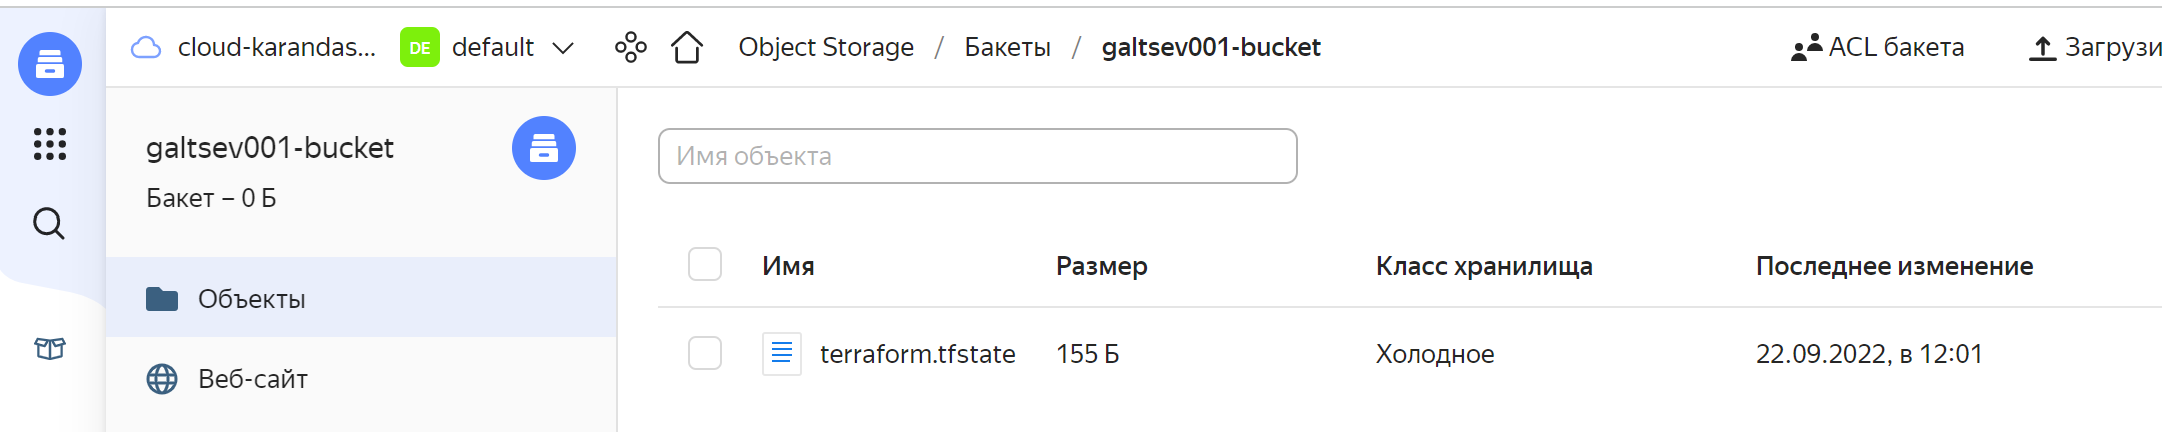 cloud-karandas... DE default Object Storage / Бакеты / galtsev001-bucket ACL бакета Загрузи
galtsev001-bucket
Бакет – 0 Б
Объекты
Веб-сайт
Имя объекта
Имя Размер Класс хранилища Последнее изменение
terraform.tfstate 155 Б Холодное 22.09.2022, в 12:01